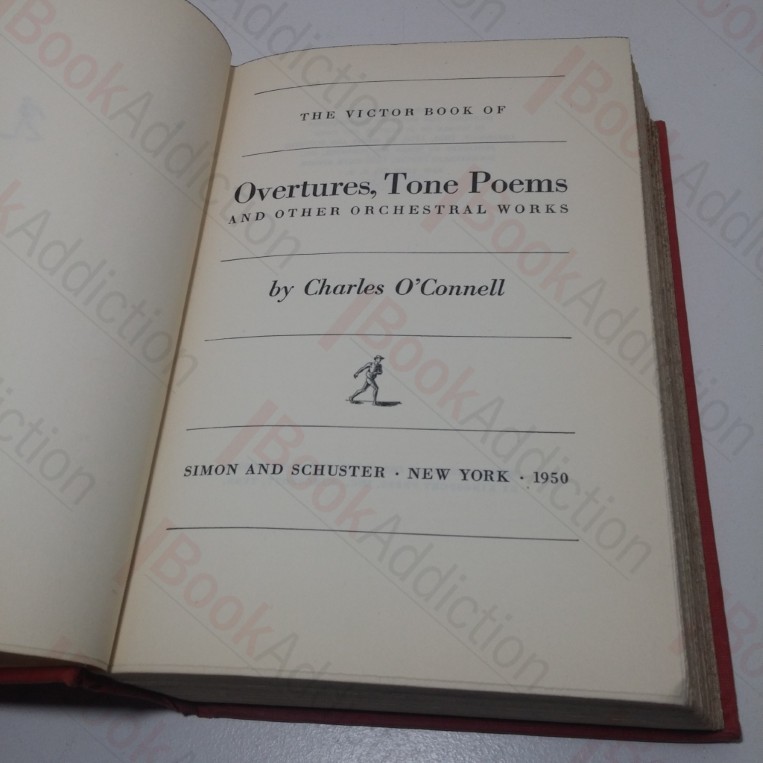 THE VICTOR BOOK OF
Overtures, Tone Poems
AND OTHER ORCHESTRAL WORKS
by Charles O'Connell
SIMON AND SCHUSTER · NEW YORK · 1950
BookAddiction